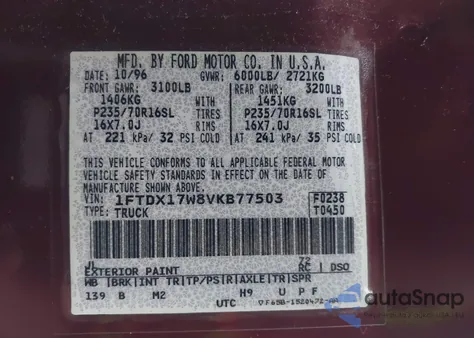 MFD. BY FORD MOTOR CO. IN U.S.A.
DATE: 10/96 GVWR: 6000LB/ 2721KG
FRONT GAWR: 3100LB REAR GAWR: 3200LB
1406KG WITH 1451KG WITH
P235/70R16SL TIRES P235/70R16SL TIRES
16X7.0J RIMS 16X7.0J RIMS
AT 221 kPa/ 32 PSI COLD AT 241 kPa/ 35 PSI COLD
THIS VEHICLE CONFORMS TO ALL APPLICABLE FEDERAL MOTOR
VEHICLE SAFETY STANDARDS IN EFFECT ON THE DATE OF
MANUFACTURE SHOWN ABOVE.
VIN: 1FTDX17W8VKB77503 F0238
TYPE: TRUCK T0450
JL 72
EXTERIOR PAINT RC DSO
WB |BRK|INT TR|TP/PS|R|AXLE|TR|SPR
139 B M2 H9 U P F
UTC
autoSnap